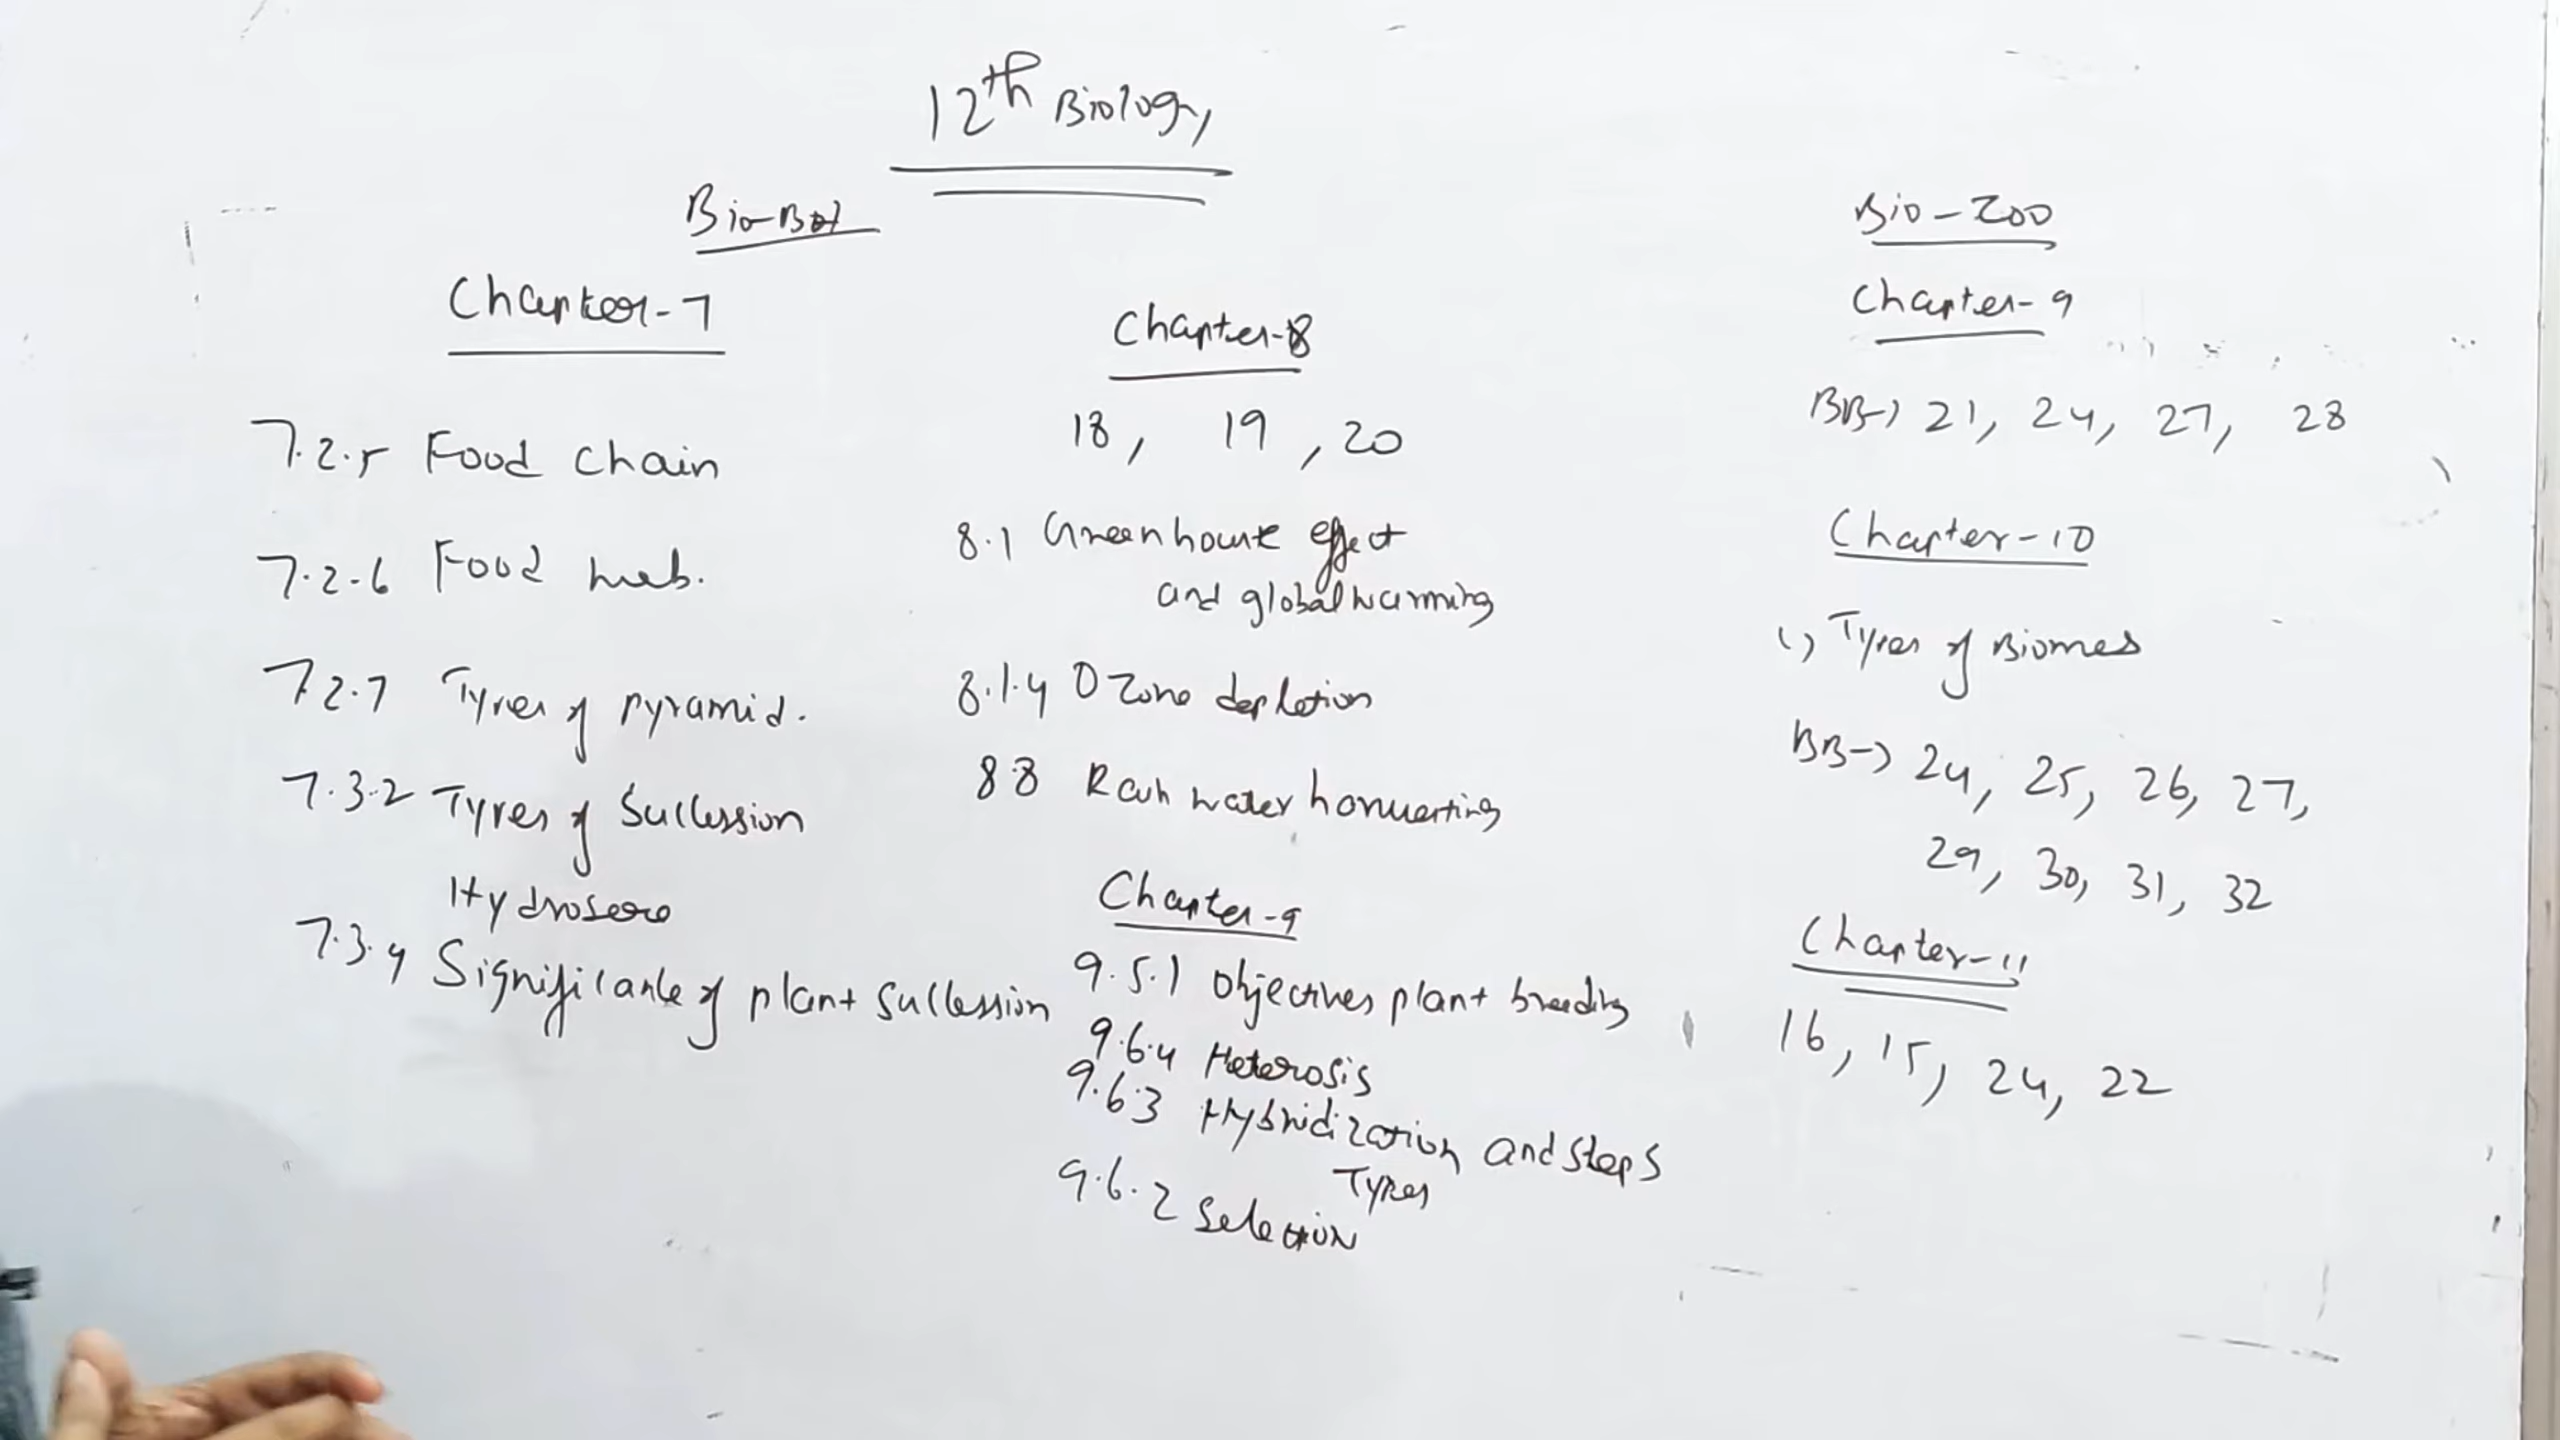 12th Biology
Bio-Bot
Chapter-7
7.2.5 Food chain
7.2.6 Food web.
7.2.7 Types of pyramid.
7.3.2 Types of Succession
Hydrosere
7.3.4 Significance of plant Succession
Chapter-8
18, 19, 20
8.1 Greenhouse effect
and global warming
8.1.4 Ozone depletion
8.8 Rain water harvesting
Chapter-9
9.5.1 Objectives plant breeding
9.6.4 Heterosis
9.6.3 Hybridization and Steps
Types
9.6.2 Selection
Bio-Zoo
Chapter-9
BB→ 21, 24, 27, 28
Chapter-10
1) Types of Biomes
BB→ 24, 25, 26, 27,
29, 30, 31, 32
Chapter-11
16, 15, 24, 22